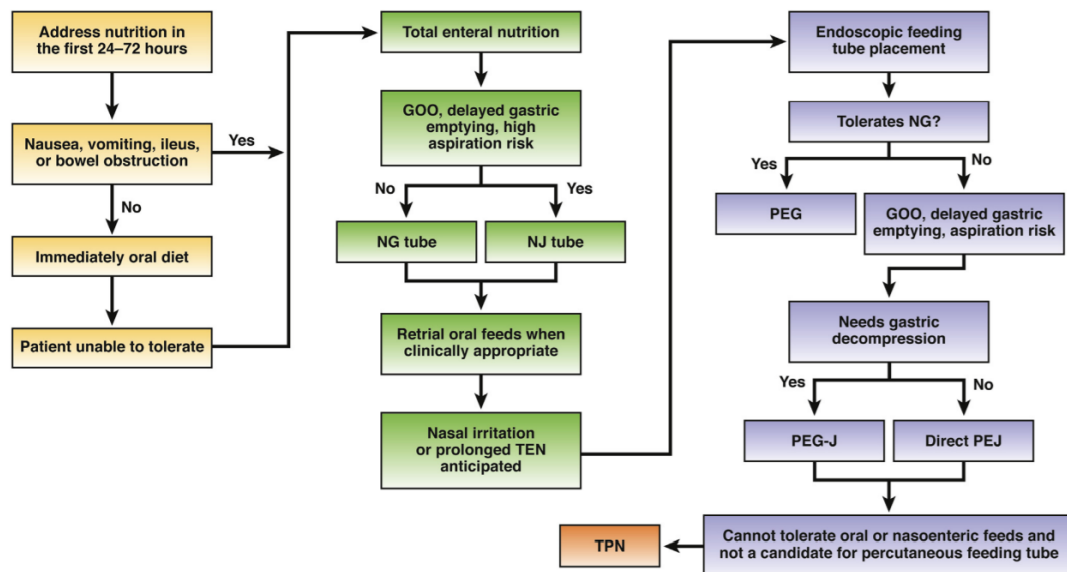 Address nutrition in
the first 24–72 hours
Nausea, vomiting, ileus,
or bowel obstruction
Yes
No
Immediately oral diet
Patient unable to tolerate
Total enteral nutrition
GOO, delayed gastric
emptying, high
aspiration risk
No
Yes
NG tube
NJ tube
Retrial oral feeds when
clinically appropriate
Nasal irritation
or prolonged TEN
anticipated
Endoscopic feeding
tube placement
Tolerates NG?
Yes
No
PEG
GOO, delayed gastric
emptying, aspiration risk
Needs gastric
decompression
Yes
No
PEG-J
Direct PEJ
Cannot tolerate oral or nasoenteric feeds and
not a candidate for percutaneous feeding tube
TPN